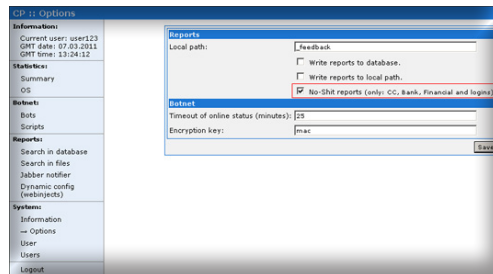 CP :: Options
Information:
Current user: user123
GMT date: 07.03.2011
GMT time: 13:24:12
Statistics:
Summary
OS
Botnet:
Bots
Scripts
Reports:
Search in database
Search in files
Jabber notifier
Dynamic config
(webinjects)
System:
Information
→ Options
User
Users
Logout
Reports
Local path: _feedback
Write reports to database.
Write reports to local path.
No-Shit reports (only: CC, Bank, Financial and logins)
Botnet
Timeout of online status (minutes): 25
Encryption key: mac
Save